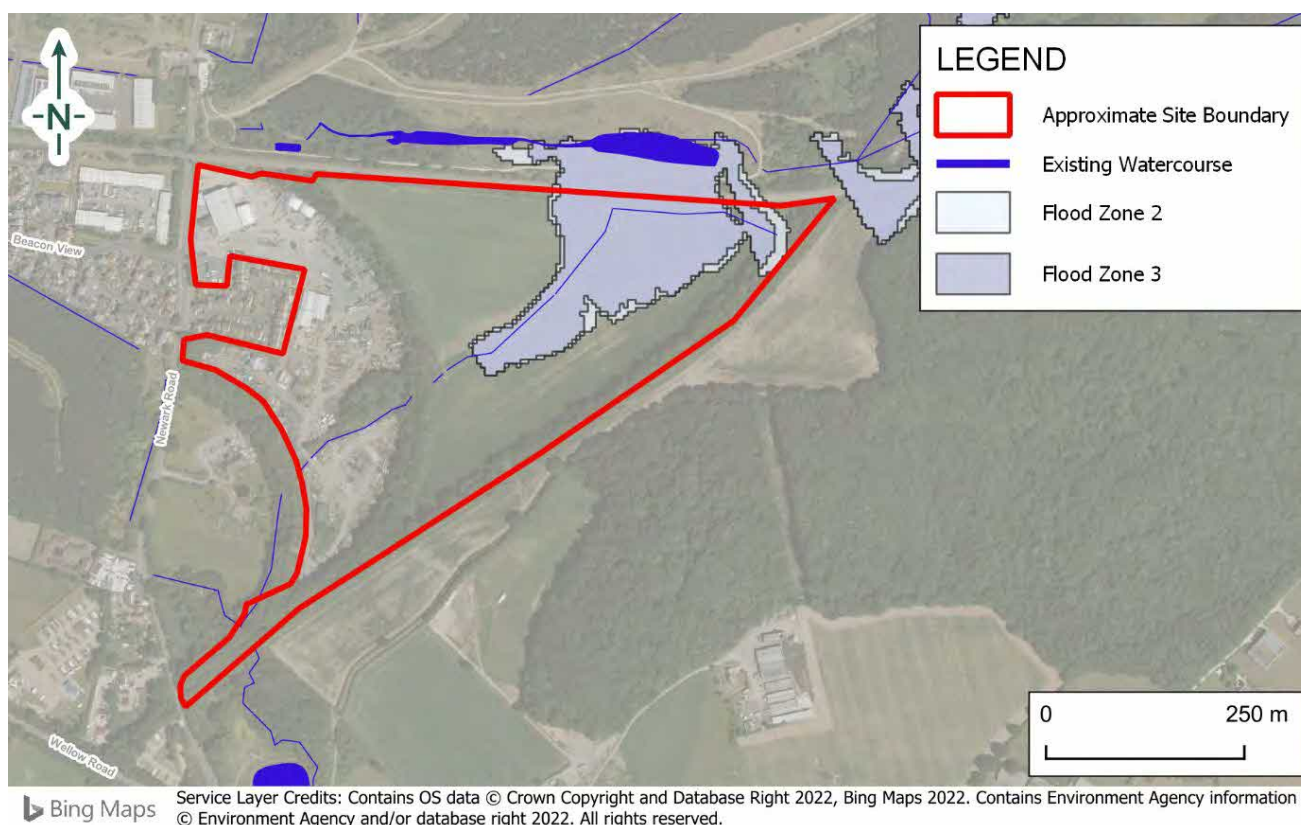 N
LEGEND
Approximate Site Boundary
Existing Watercourse
Flood Zone 2
Flood Zone 3
Beacon View
Newark Road
Wellow Road
0 250 m
Bing Maps
Service Layer Credits: Contains OS data © Crown Copyright and Database Right 2022, Bing Maps 2022. Contains Environment Agency information
© Environment Agency and/or database right 2022. All rights reserved.